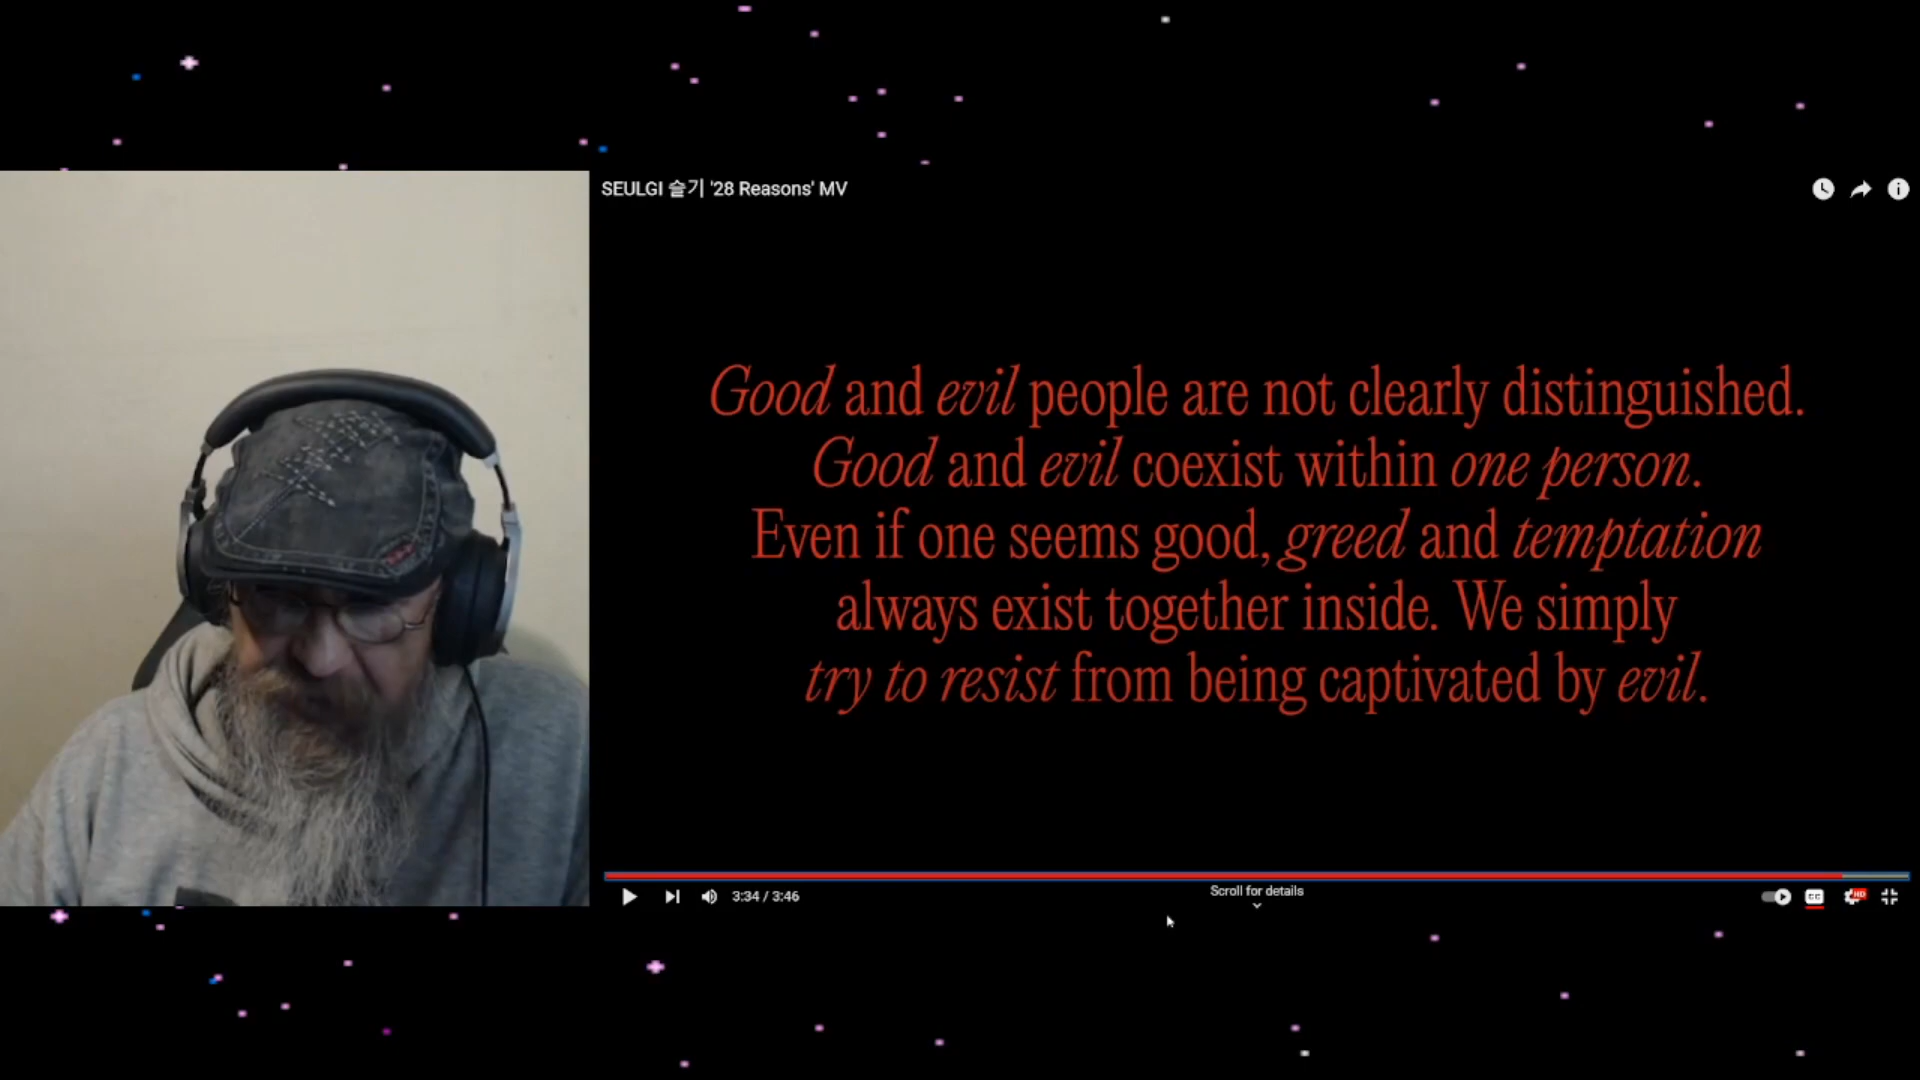 SEULGI 슬기 '28 Reasons' MV
Good and evil people are not clearly distinguished.
Good and evil coexist within one person.
Even if one seems good, greed and temptation
always exist together inside. We simply
try to resist from being captivated by evil.
3:34 / 3:46
Scroll for details
CC
HD